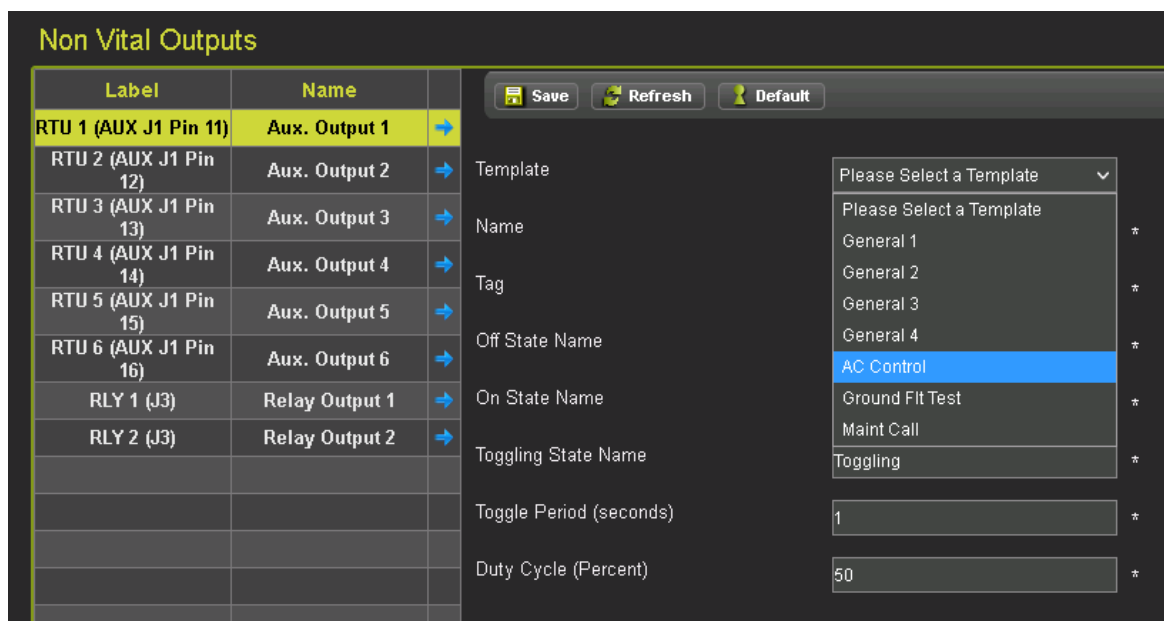 Non Vital Outputs
Label Name
Save Refresh Default
RTU 1 (AUX J1 Pin 11) Aux. Output 1
RTU 2 (AUX J1 Pin
12)
Aux. Output 2
RTU 3 (AUX J1 Pin
13)
Aux. Output 3
RTU 4 (AUX J1 Pin
14)
Aux. Output 4
RTU 5 (AUX J1 Pin
15)
Aux. Output 5
RTU 6 (AUX J1 Pin
16)
Aux. Output 6
RLY 1 (J3) Relay Output 1
RLY 2 (J3) Relay Output 2
Template Please Select a Template
Please Select a Template
General 1
General 2
General 3
General 4
AC Control
Ground Flt Test
Maint Call
Name *
Tag *
Off State Name *
On State Name *
Toggling State Name Toggling *
Toggle Period (seconds) 1 *
Duty Cycle (Percent) 50 *